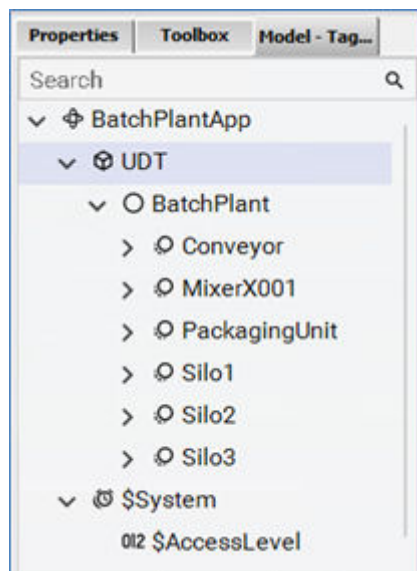 Properties Toolbox Model - Tag...
Search
BatchPlantApp
UDT
BatchPlant
Conveyor
MixerX001
PackagingUnit
Silo1
Silo2
Silo3
$System
012 $AccessLevel